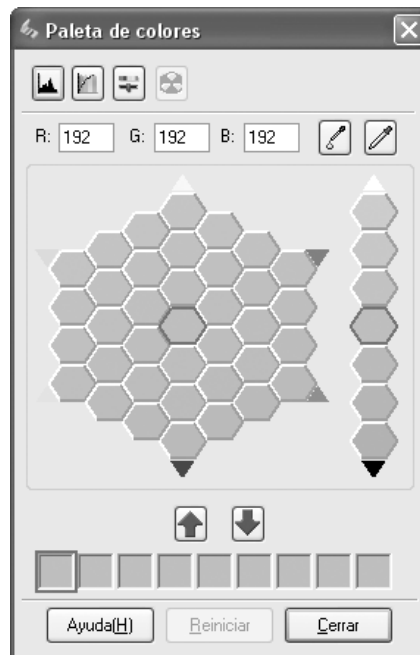 Paleta de colores
R: 192 G: 192 B: 192
Ayuda(H) Reiniciar Cerrar